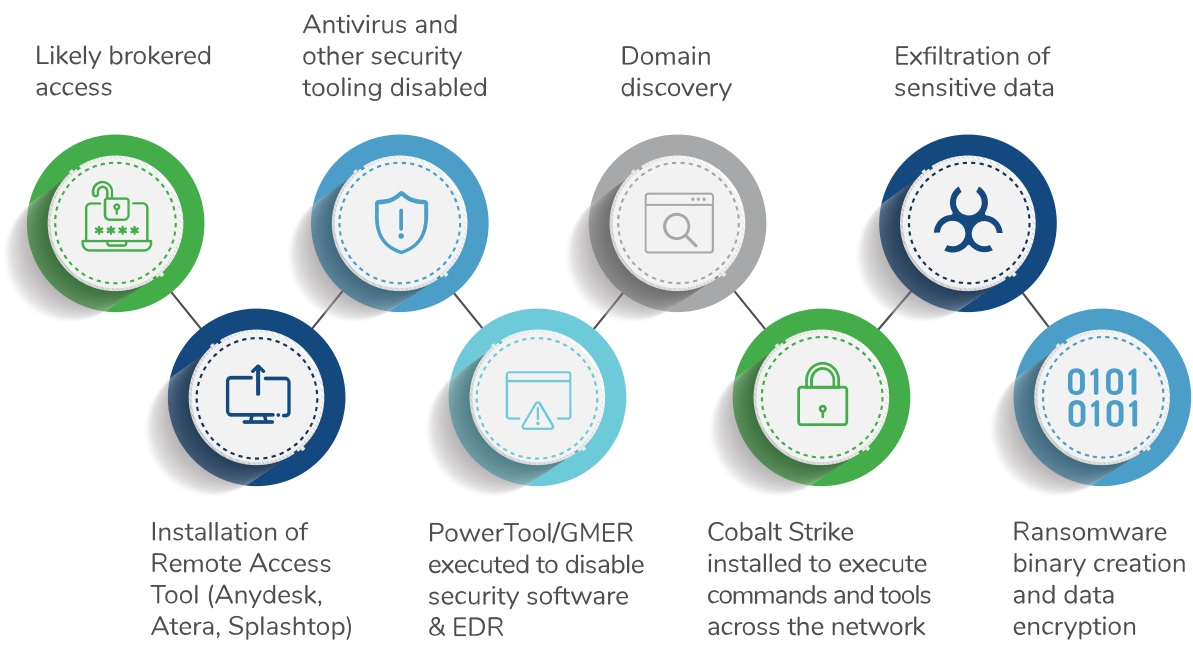 Likely brokered
access
Installation of
Remote Access
Tool (Anydesk,
Atera, Splashtop)
Antivirus and
other security
tooling disabled
PowerTool/GMER
executed to disable
security software
& EDR
Domain
discovery
Cobalt Strike
installed to execute
commands and tools
across the network
Exfiltration of
sensitive data
0101
0101
Ransomware
binary creation
and data
encryption